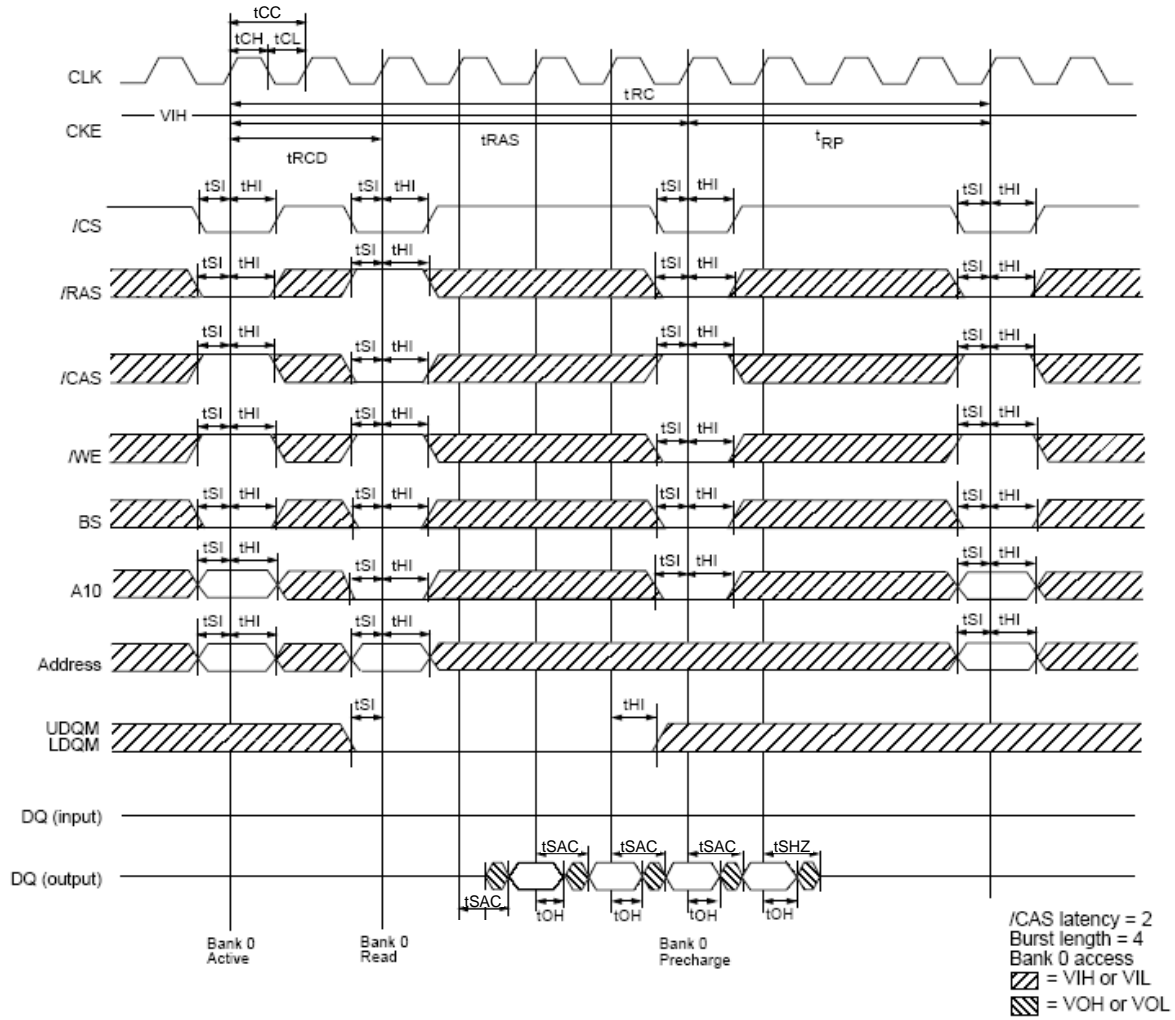 tCC
tCH tCL
CLK
tRC
VIH
CKE
tRAS
tRP
tRCD
tSI tHI tSI tHI tSI tHI tSI tHI
/CS
tSI tHI tSI tHI tSI tHI tSI tHI
/RAS
tSI tHI tSI tHI tSI tHI tSI tHI
/CAS
tSI tHI tSI tHI tSI tHI tSI tHI
/WE
tSI tHI tSI tHI tSI tHI tSI tHI
BS
tSI tHI tSI tHI tSI tHI tSI tHI
A10
tSI tHI tSI tHI tSI tHI
Address
tSI tHI
UDQM
LDQM
DQ (input)
tSAC tSAC tSAC tSHZ
DQ (output)
tSAC tOH tOH tOH tOH
Bank 0
Active
Bank 0
Read
Bank 0
Precharge
/CAS latency = 2
Burst length = 4
Bank 0 access
= VIH or VIL
= VOH or VOL